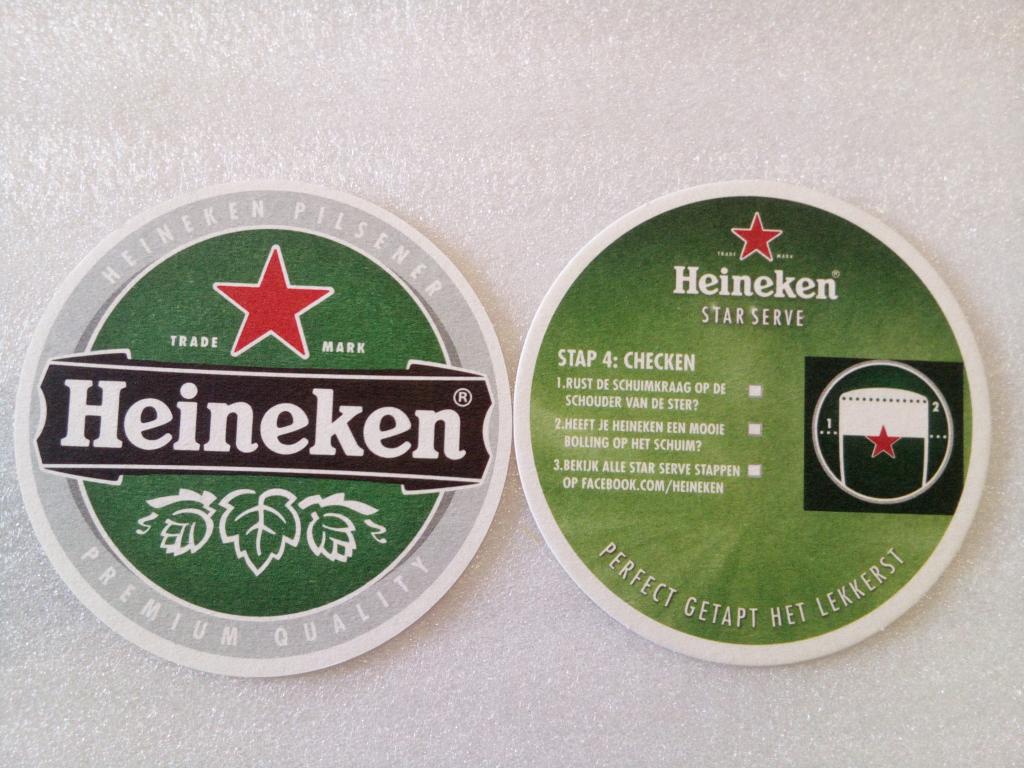 HEINEKEN PILSENER
TRADE MARK
Heineken®
PREMIUM QUALITY
TRADE MARK
Heineken®
STAR SERVE
STAP 4: CHECKEN
1.RUST DE SCHUIMKRAAG OP DE
SCHOUDER VAN DE STER?
2.HEEFT JE HEINEKEN EEN MOOIE
BOLLING OP HET SCHUIM?
3.BEKIJK ALLE STAR SERVE STAPPEN
OP FACEBOOK.COM/HEINEKEN
2
1
PERFECT GETAPT HET LEKKERST